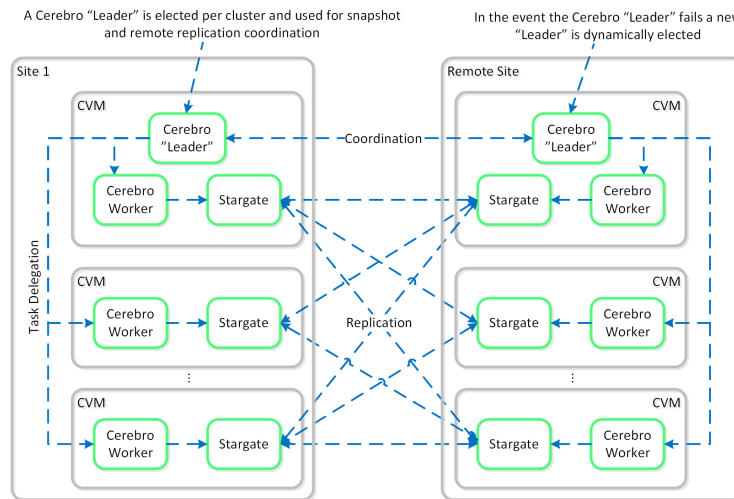 A Cerebro “Leader” is elected per cluster and used for snapshot
and remote replication coordination
In the event the Cerebro “Leader” fails a new
“Leader” is dynamically elected
Site 1
Remote Site
CVM
CVM
Cerebro
”Leader”
Coordination
Cerebro
”Leader”
Cerebro
Worker
Stargate
Stargate
Cerebro
Worker
Task Delegation
CVM
CVM
Cerebro
Worker
Stargate
Replication
Stargate
Cerebro
Worker
...
...
CVM
CVM
Cerebro
Worker
Stargate
Stargate
Cerebro
Worker